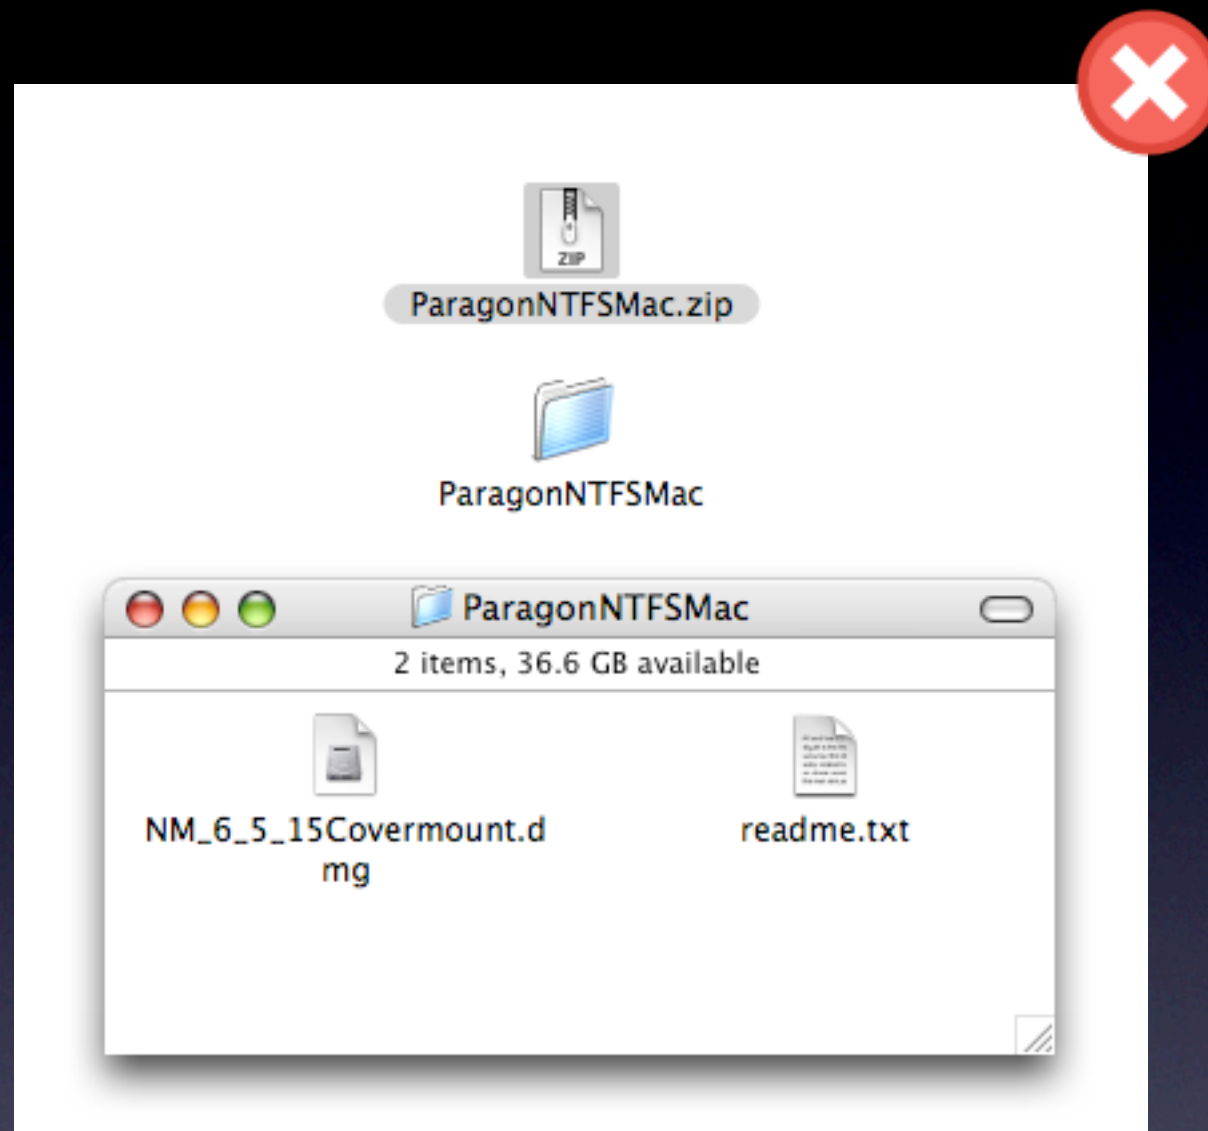 ZIP
ParagonNTFSMac.zip
ParagonNTFSMac
ParagonNTFSMac
2 items, 36.6 GB available
NM_6_5_15Covermount.d
mg
readme.txt